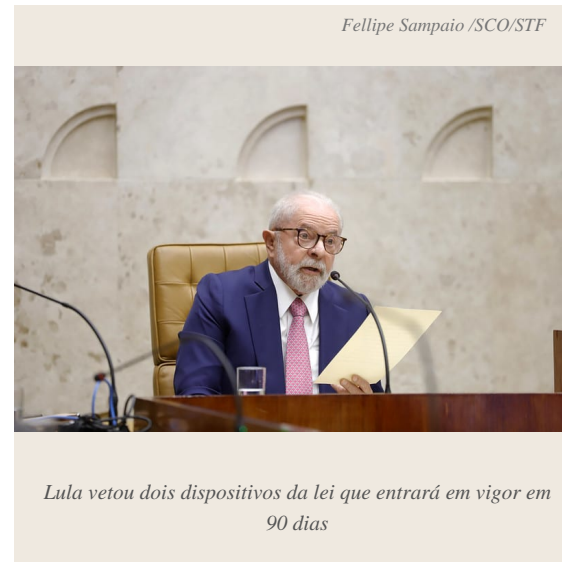 Fellipe Sampaio /SCO/STF
Lula vetou dois dispositivos da lei que entrará em vigor em
90 dias